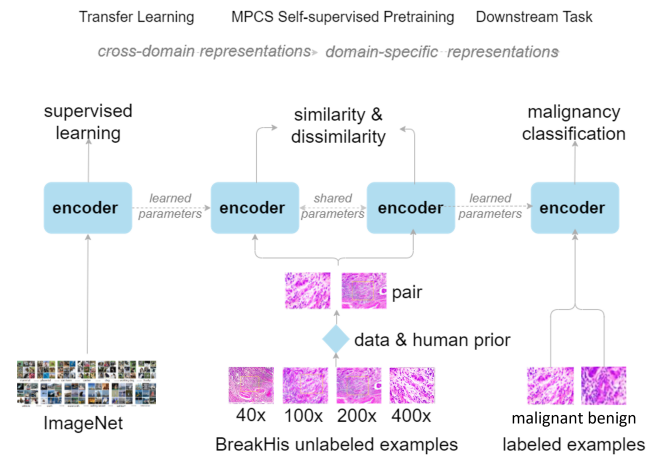 Transfer Learning MPCS Self-supervised Pretraining Downstream Task
cross-domain representations domain-specific representations
supervised learning
similarity & dissimilarity
malignancy classification
encoder learned parameters encoder shared parameters encoder learned parameters encoder
pair
data & human prior
40x 100x 200x 400x
malignant benign
ImageNet
BreakHis unlabeled examples
labeled examples